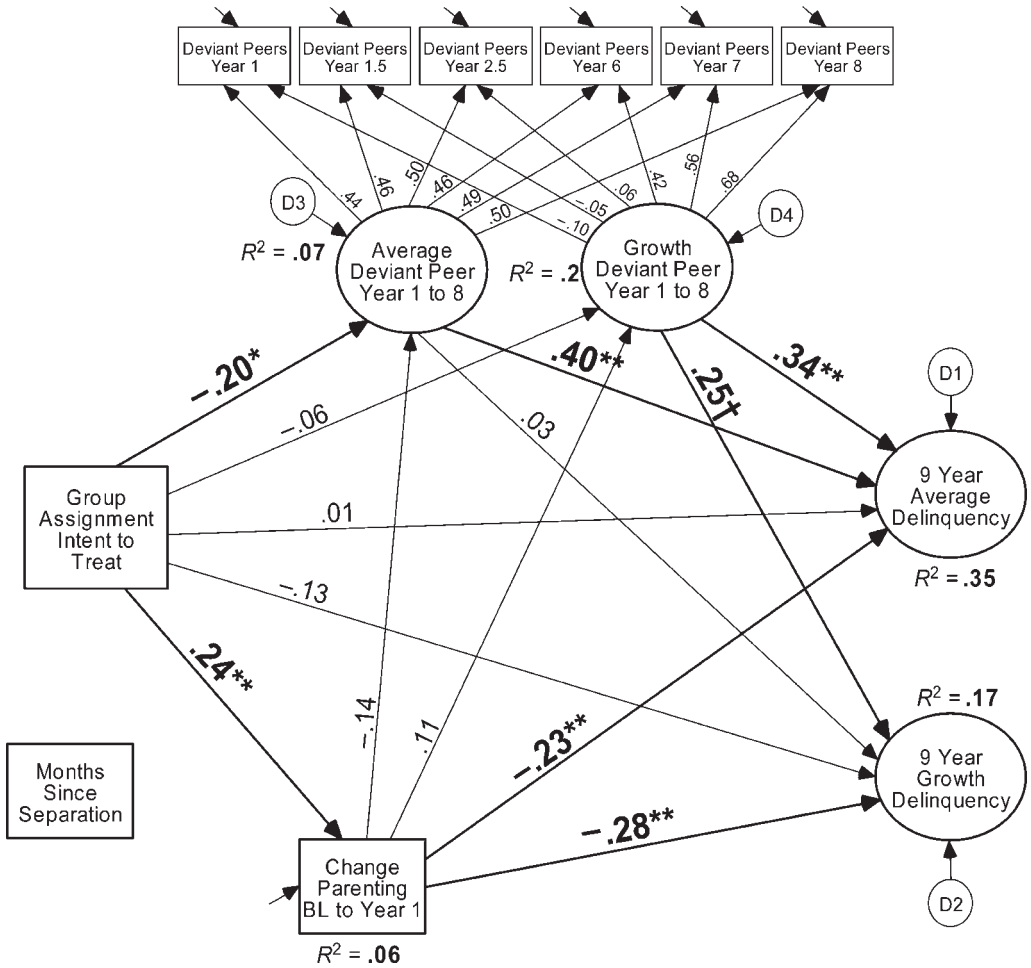 Deviant Peers
Year 1
Deviant Peers
Year 1.5
Deviant Peers
Year 2.5
Deviant Peers
Year 6
Deviant Peers
Year 7
Deviant Peers
Year 8
.44
.46
.50
.46
.49
.50
–.10
–.05
.06
.42
.56
.68
D3
D4
R² = .07
Average
Deviant Peer
Year 1 to 8
R² = .2
Growth
Deviant Peer
Year 1 to 8
–.20*
–.06
.40**
.03
.25†
.34**
D1
9 Year
Average
Delinquency
R² = .35
Group
Assignment
Intent to
Treat
.01
–.13
.24**
–.14
.11
–.23**
–.28**
R² = .17
9 Year
Growth
Delinquency
D2
Months
Since
Separation
Change
Parenting
BL to Year 1
R² = .06